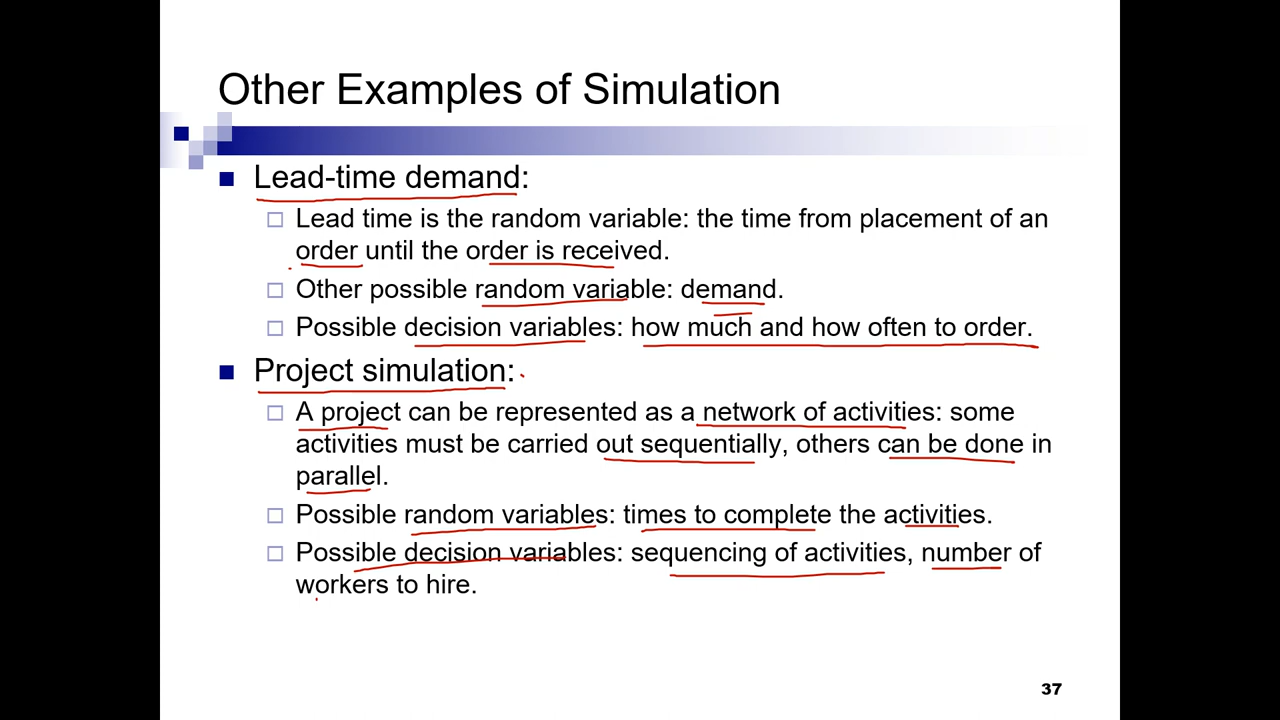 Other Examples of Simulation
Lead-time demand:
Lead time is the random variable: the time from placement of an
order until the order is received.
Other possible random variable: demand.
Possible decision variables: how much and how often to order.
Project simulation:
A project can be represented as a network of activities: some
activities must be carried out sequentially, others can be done in
parallel.
Possible random variables: times to complete the activities.
Possible decision variables: sequencing of activities, number of
workers to hire.
37